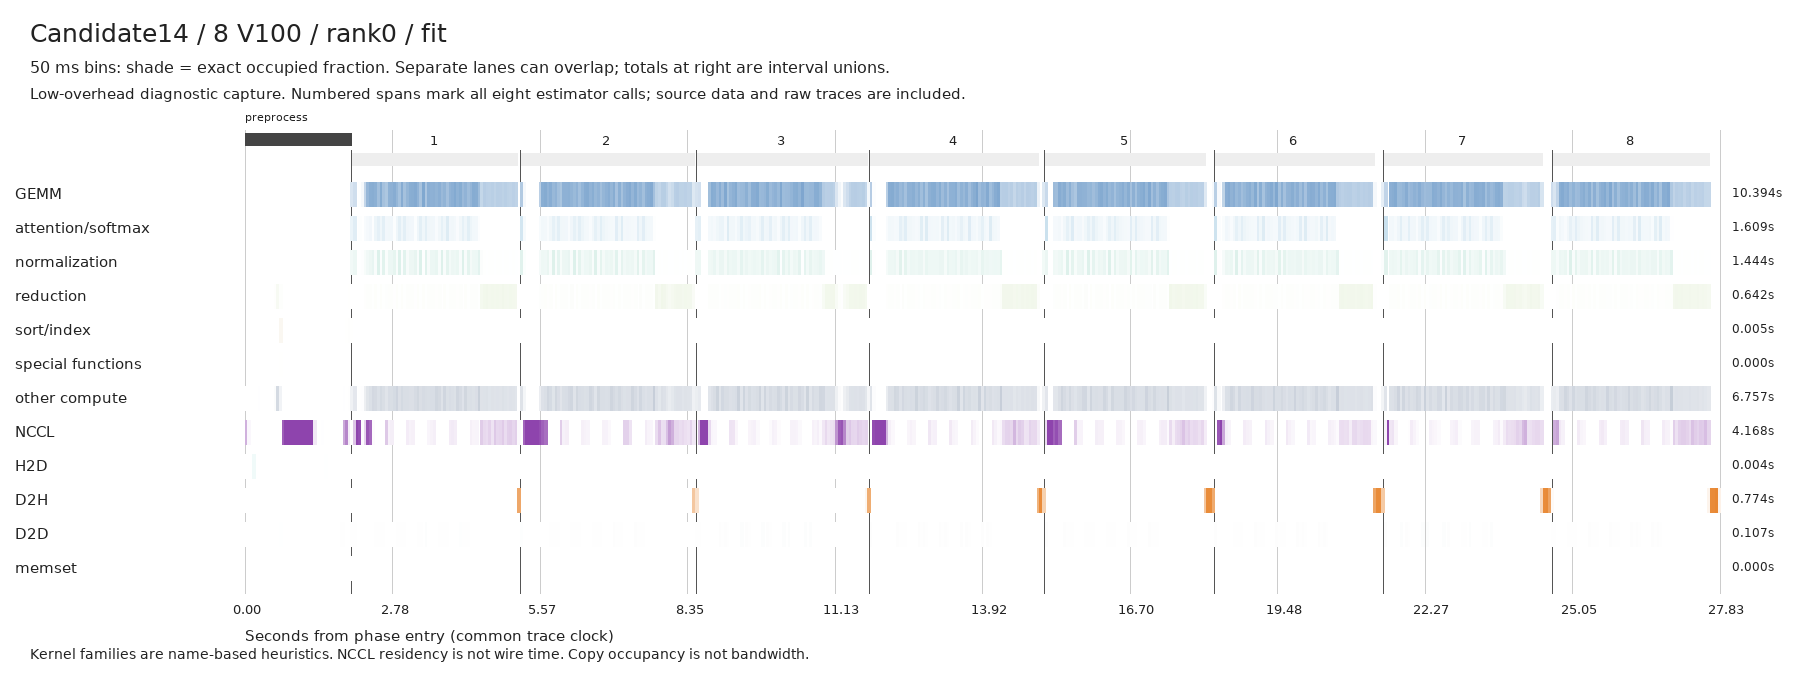 Candidate14 / 8 V100 / rank0 / fit
50 ms bins: shade = exact occupied fraction. Separate lanes can overlap; totals at right are interval unions.
Low-overhead diagnostic capture. Numbered spans mark all eight estimator calls; source data and raw traces are included.
preprocess
1 2 3 4 5 6 7 8
GEMM 10.394s
attention/softmax 1.609s
normalization 1.444s
reduction 0.642s
sort/index 0.005s
special functions 0.000s
other compute 6.757s
NCCL 4.168s
H2D 0.004s
D2H 0.774s
D2D 0.107s
memset 0.000s
0.00 2.78 5.57 8.35 11.13 13.92 16.70 19.48 22.27 25.05 27.83
Seconds from phase entry (common trace clock)
Kernel families are name-based heuristics. NCCL residency is not wire time. Copy occupancy is not bandwidth.